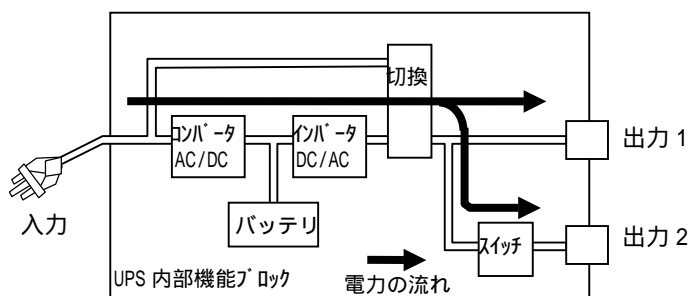 切換
コンバータ
AC/DC
インバータ
DC/AC
出力 1
入力
バッテリ
スイッチ
出力 2
UPS 内部機能ブロック
電力の流れ